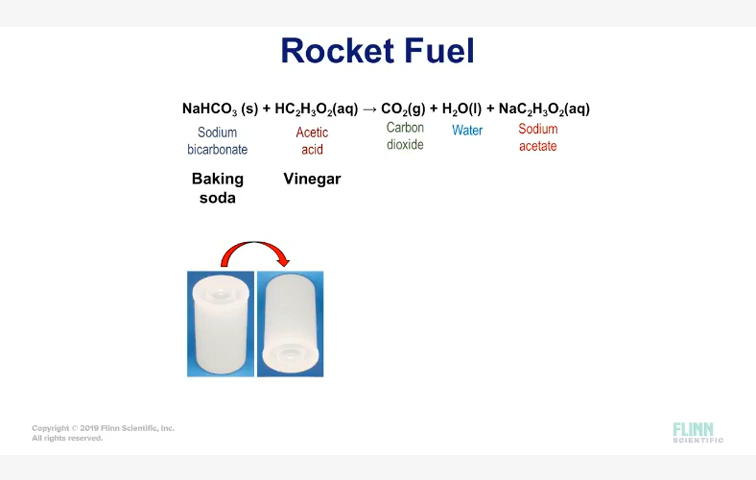 Rocket Fuel
NaHCO₃ (s) + HC₂H₃O₂(aq) → CO₂(g) + H₂O(l) + NaC₂H₃O₂(aq)
Sodium bicarbonate
Acetic acid
Carbon dioxide
Water
Sodium acetate
Baking soda
Vinegar
Copyright © 2019 Flinn Scientific, Inc.
All rights reserved.
FLINN
SCIENTIFIC